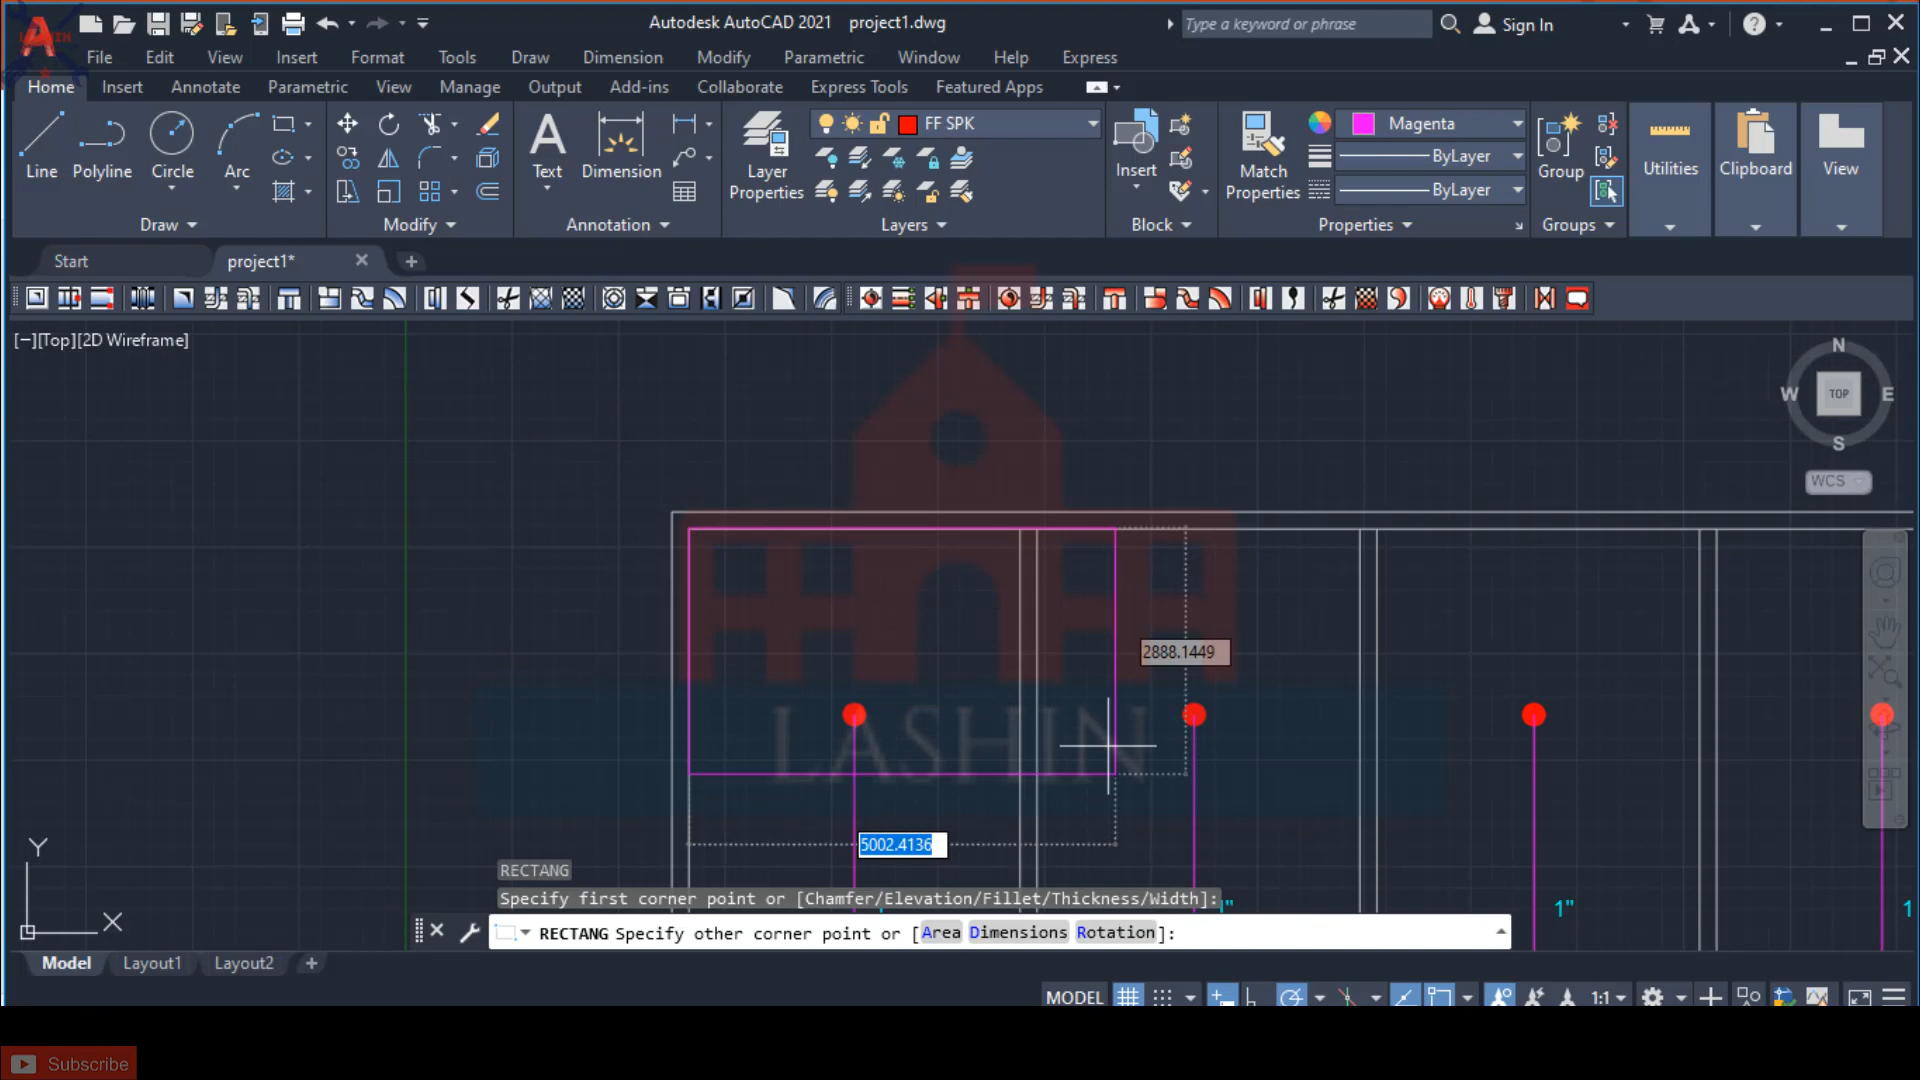 Autodesk AutoCAD 2021 project1.dwg
Type a keyword or phrase
Sign In
File Edit View Insert Format Tools Draw Dimension Modify Parametric Window Help Express
Home Insert Annotate Parametric View Manage Output Add-ins Collaborate Express Tools Featured Apps
FF SPK
Magenta
ByLayer
ByLayer
Line Polyline Circle Arc
Text Dimension
Layer Properties
Insert
Match Properties
Group
Utilities
Clipboard
View
Draw Modify Annotation Layers Block Properties Groups
Start project1*
[−][Top][2D Wireframe]
N
W TOP E
S
WCS
2888.1449
LASHIN
5002.4136
Y
X
RECTANG
Specify first corner point or [Chamfer/Elevation/Fillet/Thickness/Width]:
1"
1
RECTANG Specify other corner point or [Area Dimensions Rotation]:
Model Layout1 Layout2
MODEL
1:1
Subscribe